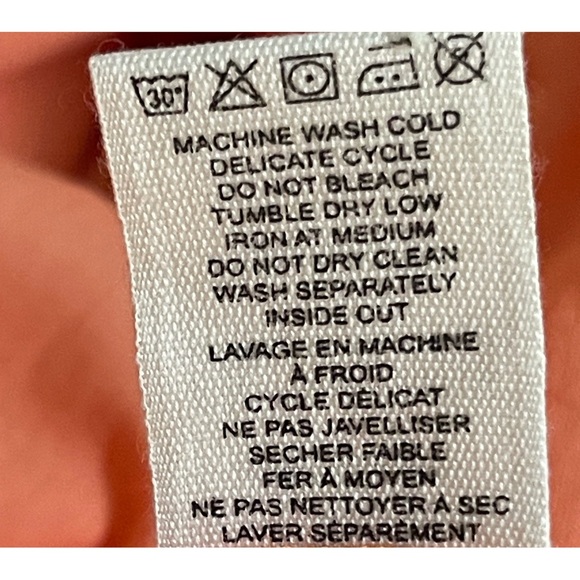 30°
MACHINE WASH COLD
DELICATE CYCLE
DO NOT BLEACH
TUMBLE DRY LOW
IRON AT MEDIUM
DO NOT DRY CLEAN
WASH SEPARATELY
INSIDE OUT
LAVAGE EN MACHINE
À FROID
CYCLE DÉLICAT
NE PAS JAVELLISER
SECHER FAIBLE
FER À MOYEN
NE PAS NETTOYER A SEC
LAVER SÉPARÉMENT